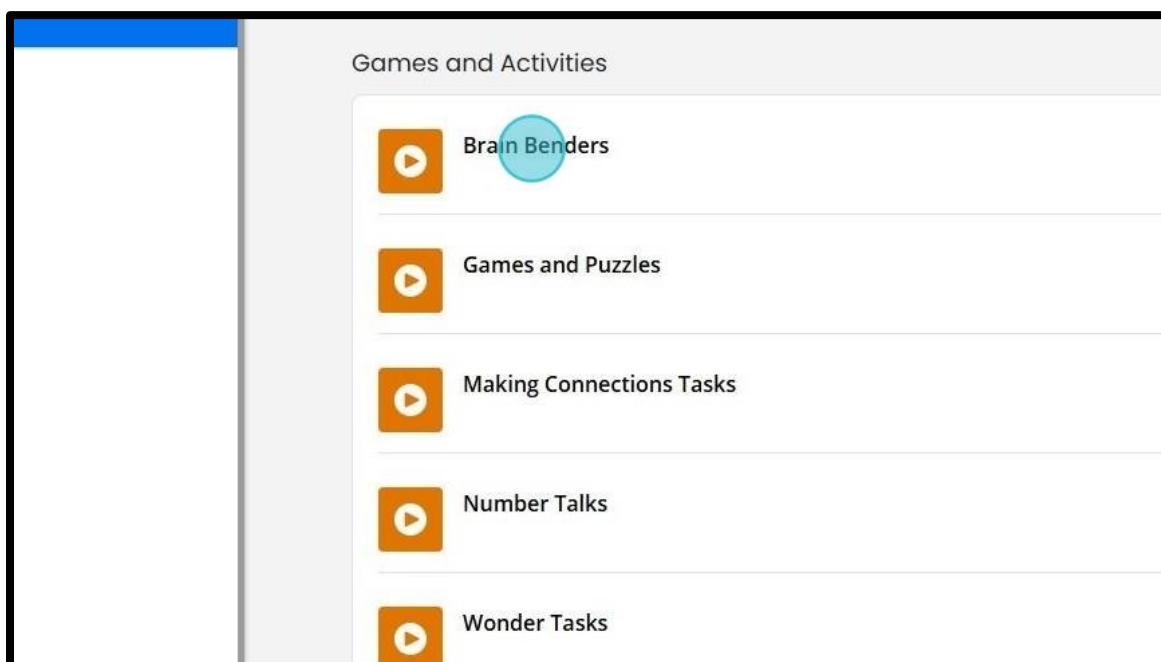 Games and Activities
Brain Benders
Games and Puzzles
Making Connections Tasks
Number Talks
Wonder Tasks